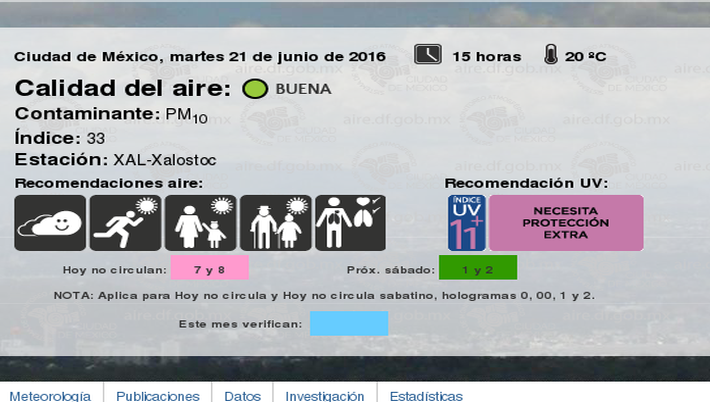 Ciudad de México, martes 21 de junio de 2016 15 horas 20 ºC
Calidad del aire: BUENA
Contaminante: PM10
Índice: 33
Estación: XAL-Xalostoc
Recomendaciones aire: Recomendación UV:
ÍNDICE
UV
11+
NECESITA
PROTECCIÓN
EXTRA
Hoy no circulan: 7 y 8 Próx. sábado: 1 y 2
NOTA: Aplica para Hoy no circula y Hoy no circula sabatino, hologramas 0, 00, 1 y 2.
Este mes verifican:
Meteorología Publicaciones Datos Investigación Estadísticas